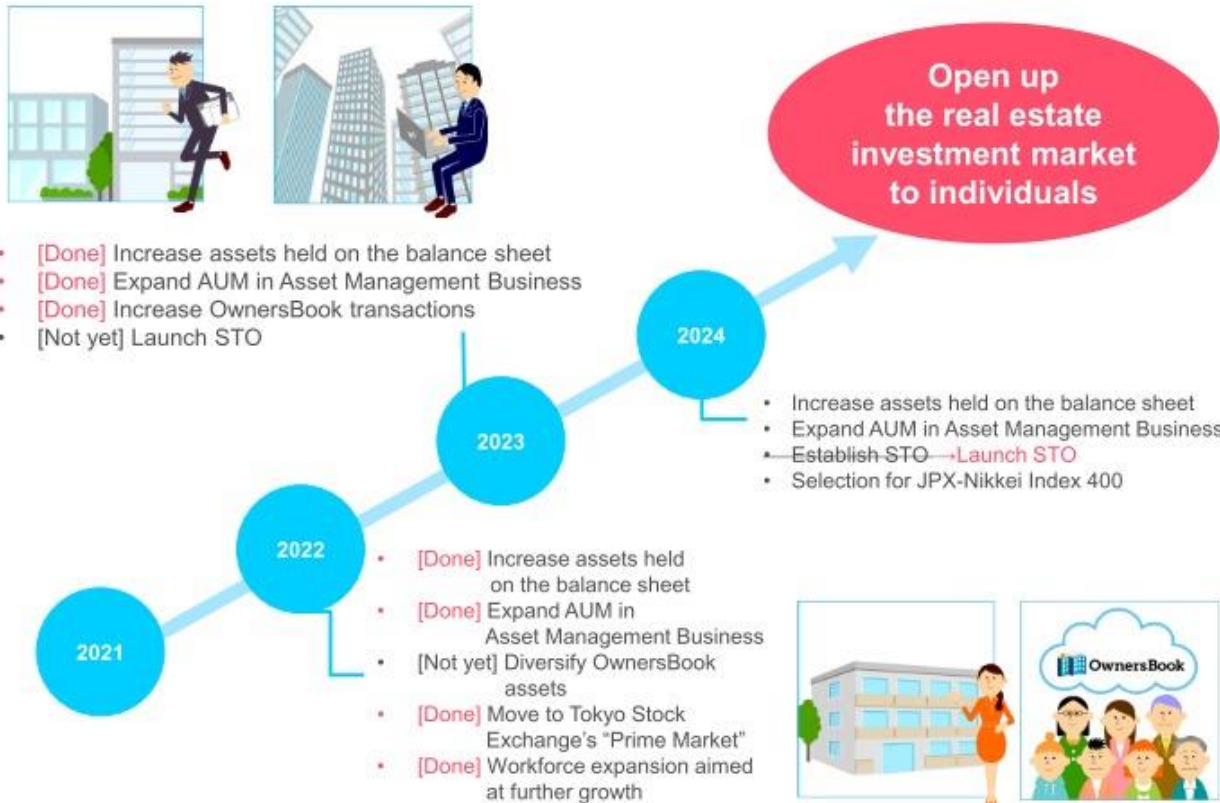 Open up
the real estate
investment market
to individuals
• [Done] Increase assets held on the balance sheet
• [Done] Expand AUM in Asset Management Business
• [Done] Increase OwnersBook transactions
• [Not yet] Launch STO
2024
2023
• Increase assets held on the balance sheet
• Expand AUM in Asset Management Business
• Establish STO →Launch STO
• Selection for JPX-Nikkei Index 400
2022
• [Done] Increase assets held
on the balance sheet
• [Done] Expand AUM in
Asset Management Business
• [Not yet] Diversify OwnersBook
assets
• [Done] Move to Tokyo Stock
Exchange's “Prime Market”
• [Done] Workforce expansion aimed
at further growth
2021
OwnersBook